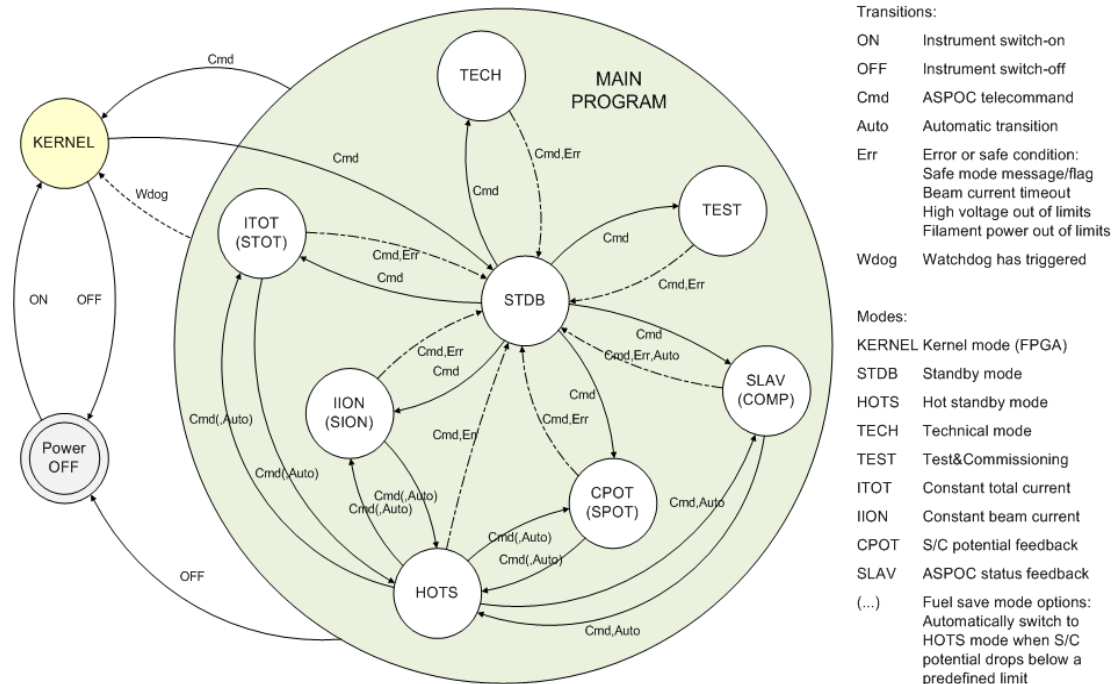 Cmd
KERNEL
Wdog
ON
OFF
Power
OFF
OFF
MAIN
PROGRAM
TECH
Cmd,Err
Cmd
Cmd
TEST
Cmd
Cmd,Err
ITOT
(STOT)
Cmd,Err
Cmd
STDB
Cmd
Cmd,Err,Auto
SLAV
(COMP)
Cmd,Err
Cmd
IION
(SION)
Cmd
Cmd,Err
Cmd,Err
Cmd(,Auto)
Cmd(,Auto)
Cmd(,Auto)
Cmd(,Auto)
CPOT
(SPOT)
Cmd,Auto
Cmd(,Auto)
Cmd(,Auto)
HOTS
Cmd,Auto
Transitions:
ON Instrument switch-on
OFF Instrument switch-off
Cmd ASPOC telecommand
Auto Automatic transition
Err Error or safe condition:
Safe mode message/flag
Beam current timeout
High voltage out of limits
Filament power out of limits
Wdog Watchdog has triggered
Modes:
KERNEL Kernel mode (FPGA)
STDB Standby mode
HOTS Hot standby mode
TECH Technical mode
TEST Test&Commissioning
ITOT Constant total current
IION Constant beam current
CPOT S/C potential feedback
SLAV ASPOC status feedback
(...) Fuel save mode options:
Automatically switch to
HOTS mode when S/C
potential drops below a
predefined limit